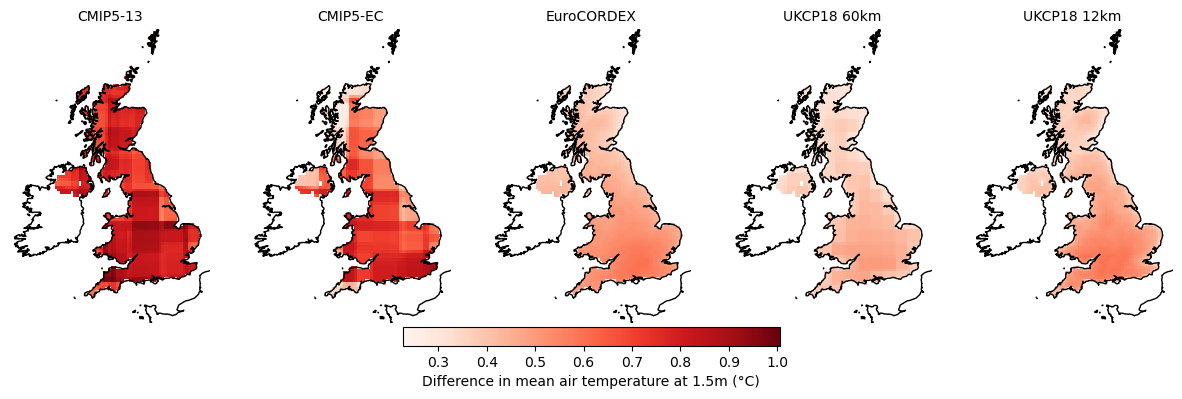 CMIP5-13
CMIP5-EC
EuroCORDEX
UKCP18 60km
UKCP18 12km
0.3 0.4 0.5 0.6 0.7 0.8 0.9 1.0
Difference in mean air temperature at 1.5m (°C)